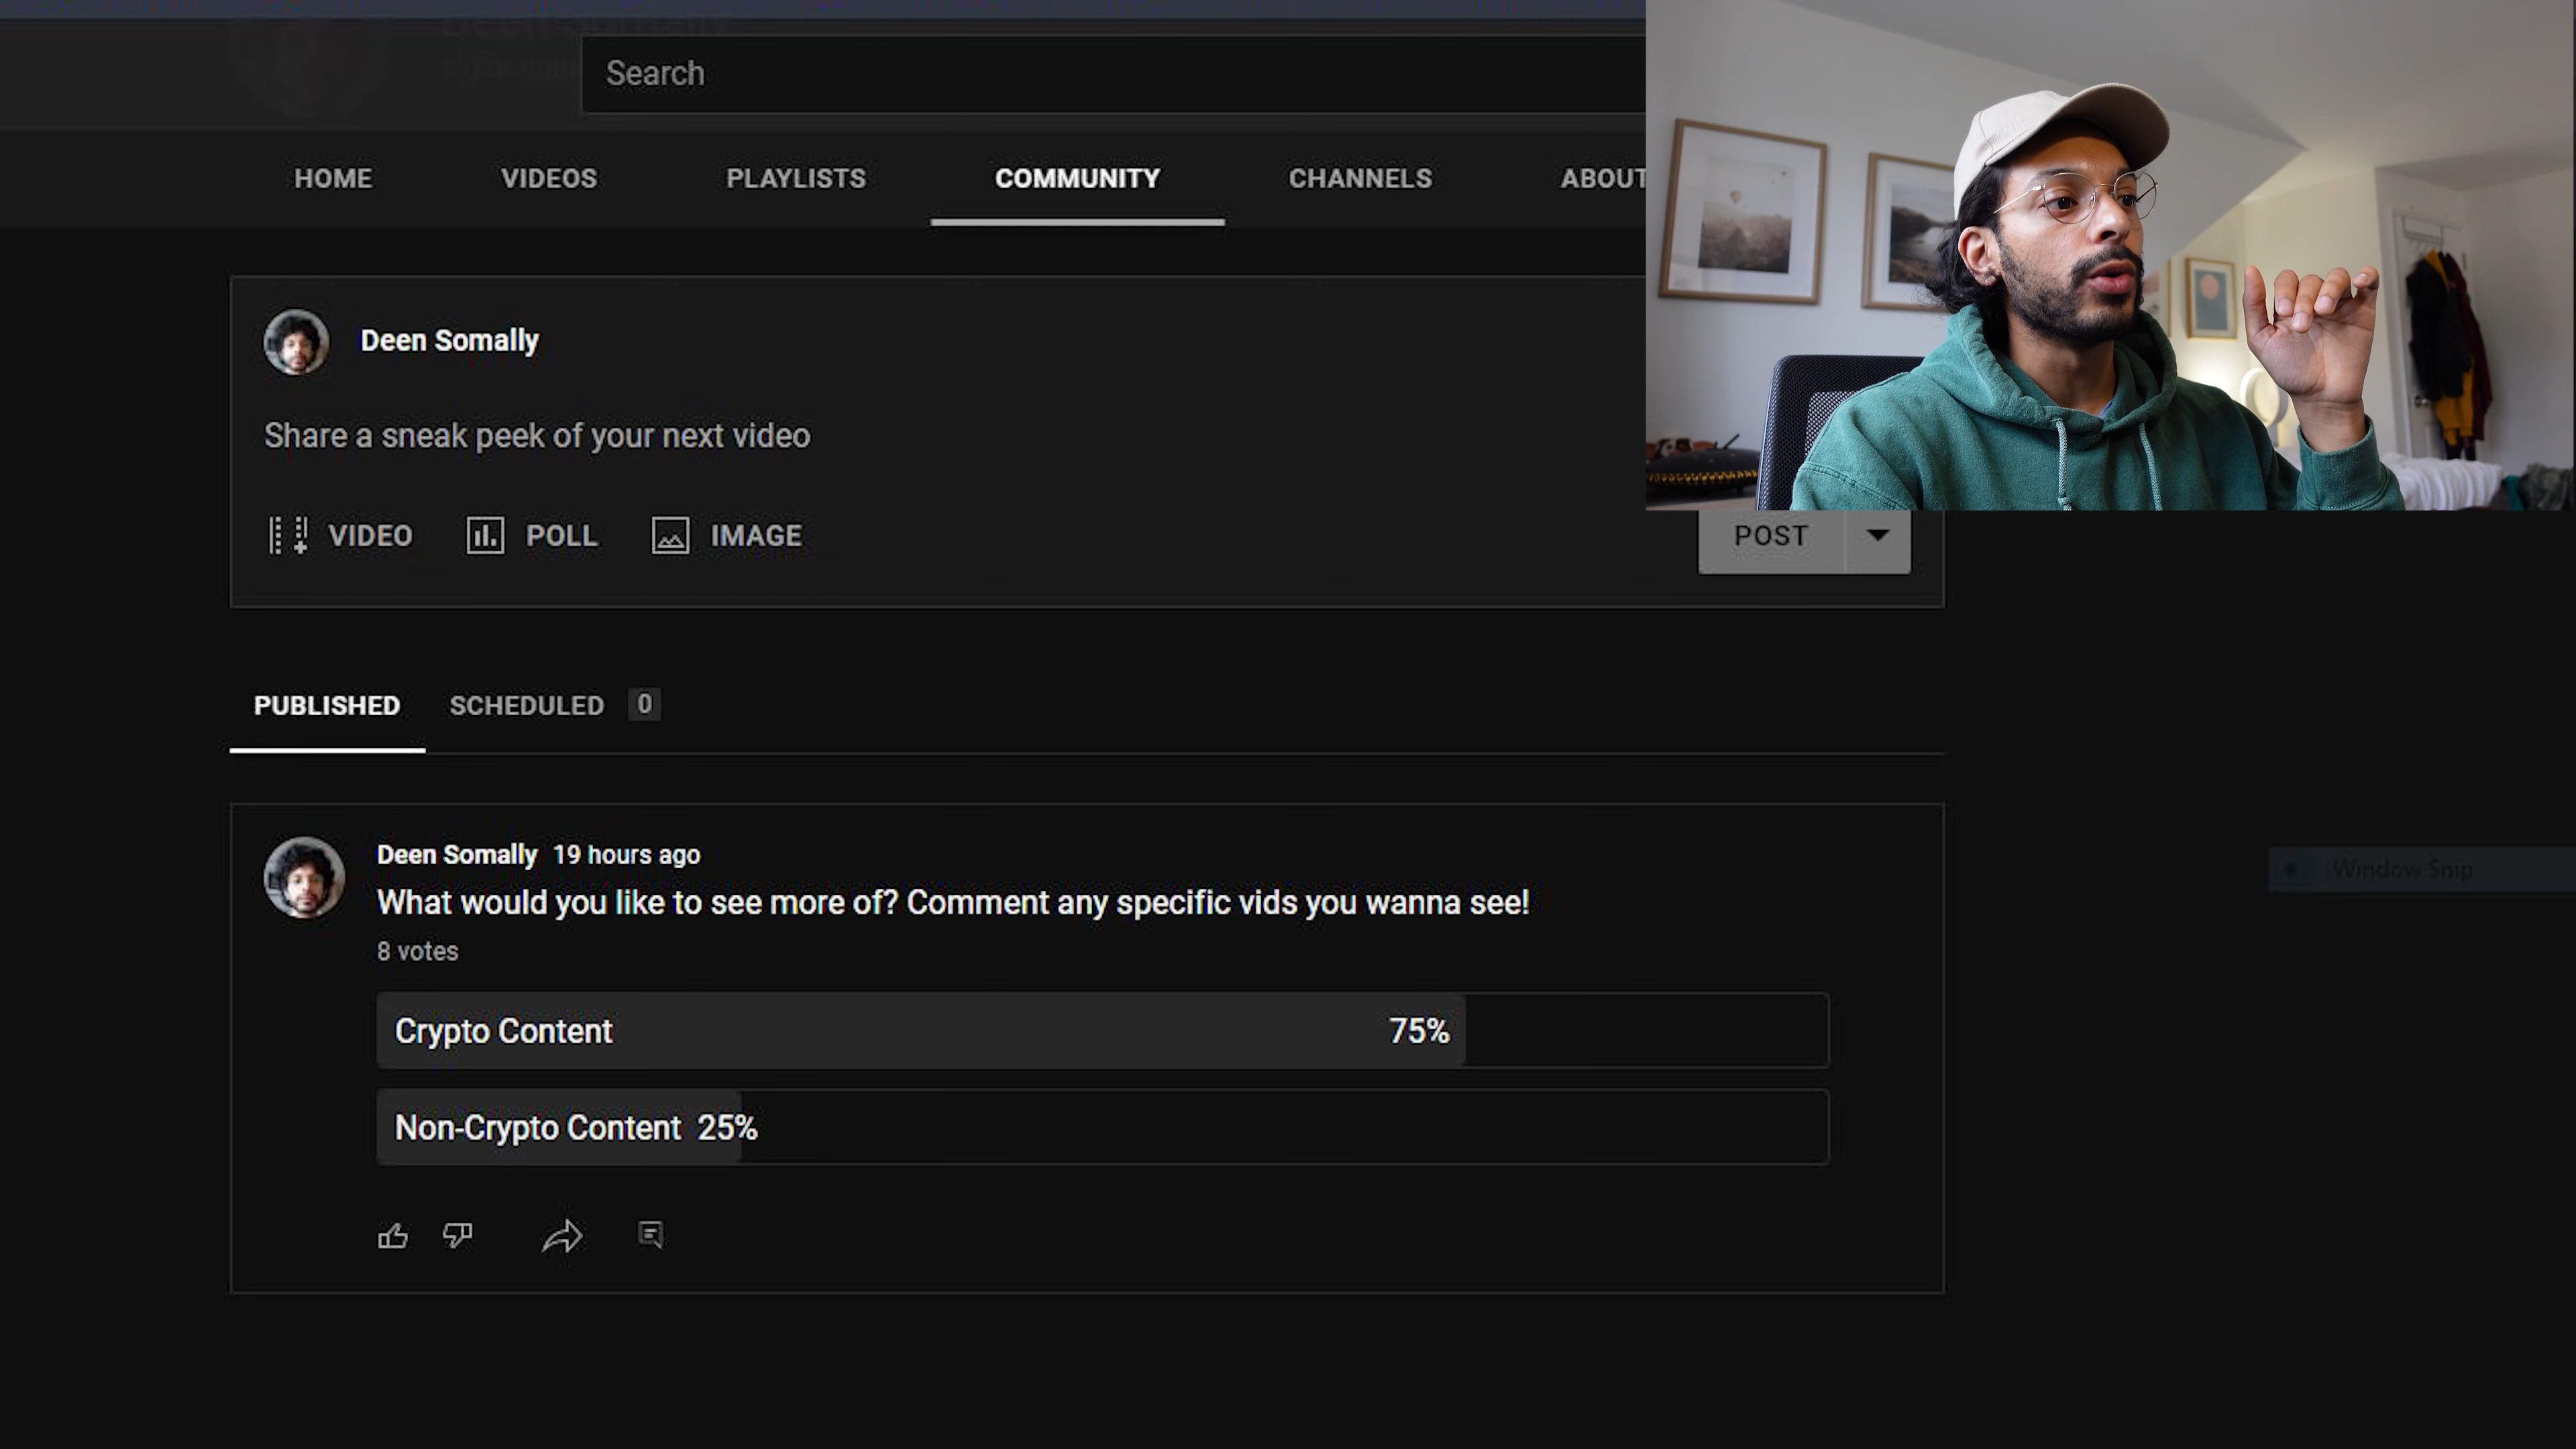 Search
HOME VIDEOS PLAYLISTS COMMUNITY CHANNELS ABOUT
Deen Somally
Share a sneak peek of your next video
VIDEO POLL IMAGE
POST
PUBLISHED SCHEDULED 0
Deen Somally 19 hours ago
What would you like to see more of? Comment any specific vids you wanna see!
8 votes
Crypto Content 75%
Non-Crypto Content 25%
Window Snip